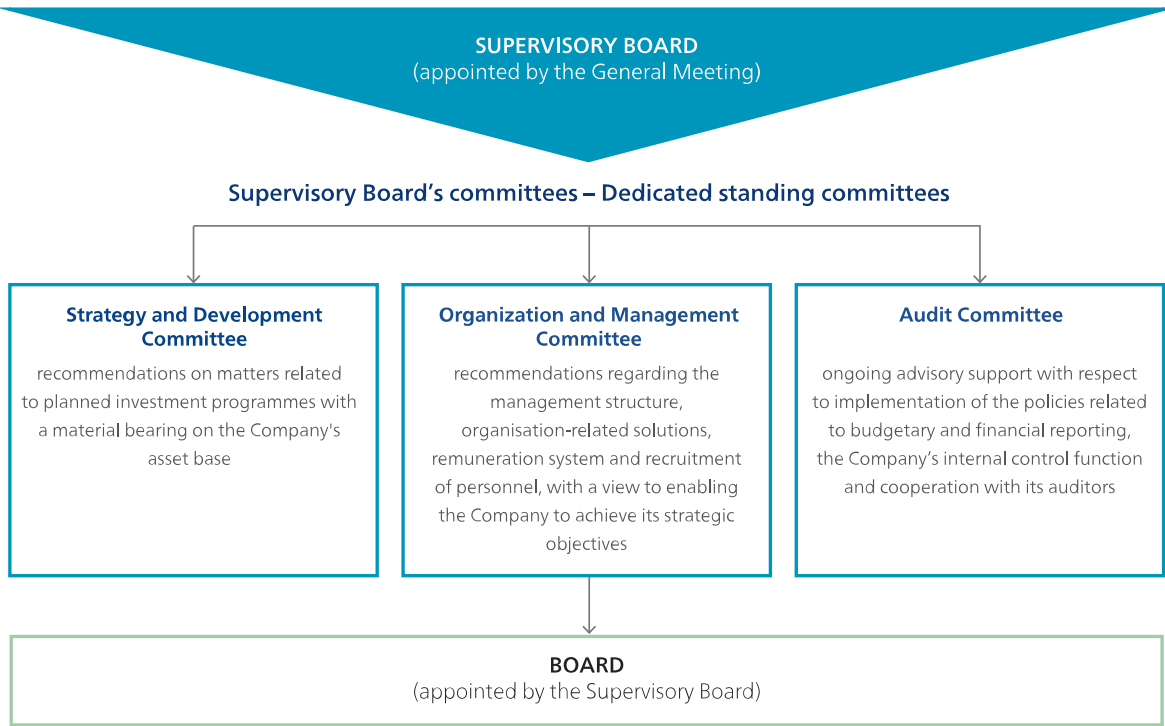 SUPERVISORY BOARD
(appointed by the General Meeting)
Supervisory Board's committees – Dedicated standing committees
Strategy and Development
Committee
recommendations on matters related
to planned investment programmes with
a material bearing on the Company's
asset base
Organization and Management
Committee
recommendations regarding the
management structure,
organisation-related solutions,
remuneration system and recruitment
of personnel, with a view to enabling
the Company to achieve its strategic
objectives
Audit Committee
ongoing advisory support with respect
to implementation of the policies related
to budgetary and financial reporting,
the Company's internal control function
and cooperation with its auditors
BOARD
(appointed by the Supervisory Board)